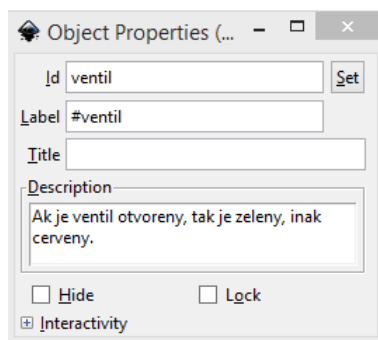 Object Properties (...
Id ventil Set
Label #ventil
Title
Description
Ak je ventil otvoreny, tak je zeleny, inak
cerveny.
Hide Lock
Interactivity